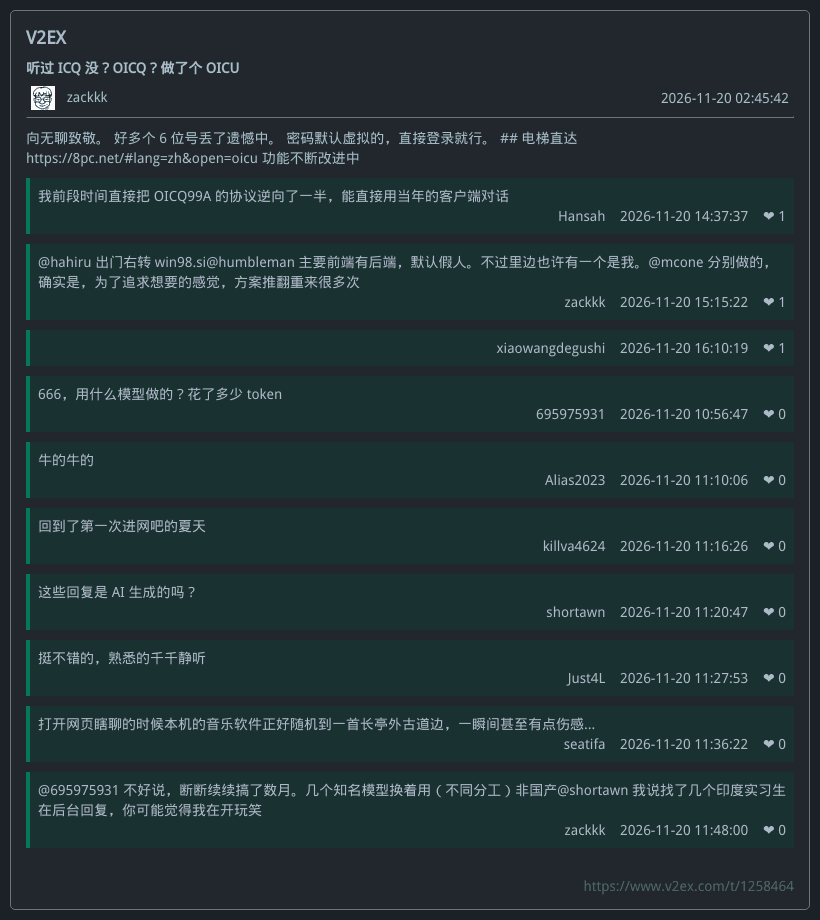 V2EX
听过 ICQ 没？OICQ？做了个 OICU
zackkk 2026-11-20 02:45:42
向无聊致敬。 好多个 6 位号丢了遗憾中。 密码默认虚拟的，直接登录就行。 ## 电梯直达
https://8pc.net/#lang=zh&open=oicu 功能不断改进中
我前段时间直接把 OICQ99A 的协议逆向了一半，能直接用当年的客户端对话
Hansah 2026-11-20 14:37:37 ❤ 1
@hahiru 出门右转 win98.si@humbleman 主要前端有后端，默认假人。不过里边也许有一个是我。@mcone 分别做的，
确实是，为了追求想要的感觉，方案推翻重来很多次
zackkk 2026-11-20 15:15:22 ❤ 1
xiaowangdegushi 2026-11-20 16:10:19 ❤ 1
666，用什么模型做的？花了多少 token
695975931 2026-11-20 10:56:47 ❤ 0
牛的牛的
Alias2023 2026-11-20 11:10:06 ❤ 0
回到了第一次进网吧的夏天
killva4624 2026-11-20 11:16:26 ❤ 0
这些回复是 AI 生成的吗？
shortawn 2026-11-20 11:20:47 ❤ 0
挺不错的，熟悉的千千静听
Just4L 2026-11-20 11:27:53 ❤ 0
打开网页瞎聊的时候本机的音乐软件正好随机到一首长亭外古道边，一瞬间甚至有点伤感...
seatifa 2026-11-20 11:36:22 ❤ 0
@695975931 不好说，断断续续搞了数月。几个知名模型换着用（不同分工）非国产@shortawn 我说找了几个印度实习生
在后台回复，你可能觉得我在开玩笑
zackkk 2026-11-20 11:48:00 ❤ 0
https://www.v2ex.com/t/1258464